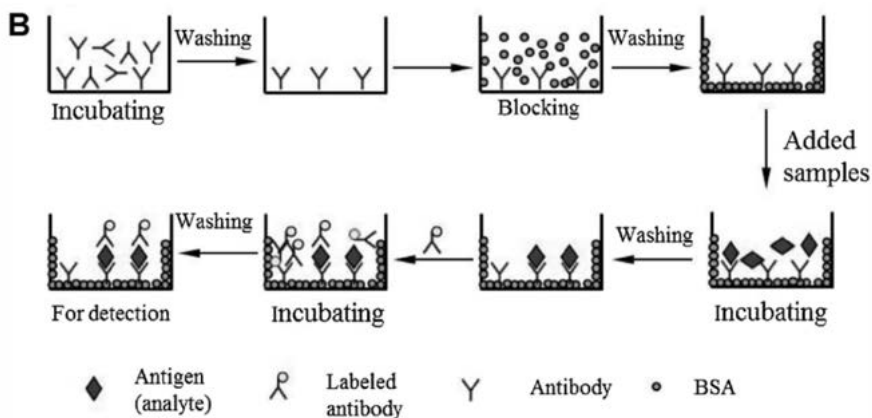 B
Washing
Washing
Incubating
Blocking
Added
samples
Washing
Washing
For detection
Incubating
Incubating
Antigen
(analyte)
Labeled
antibody
Antibody
BSA